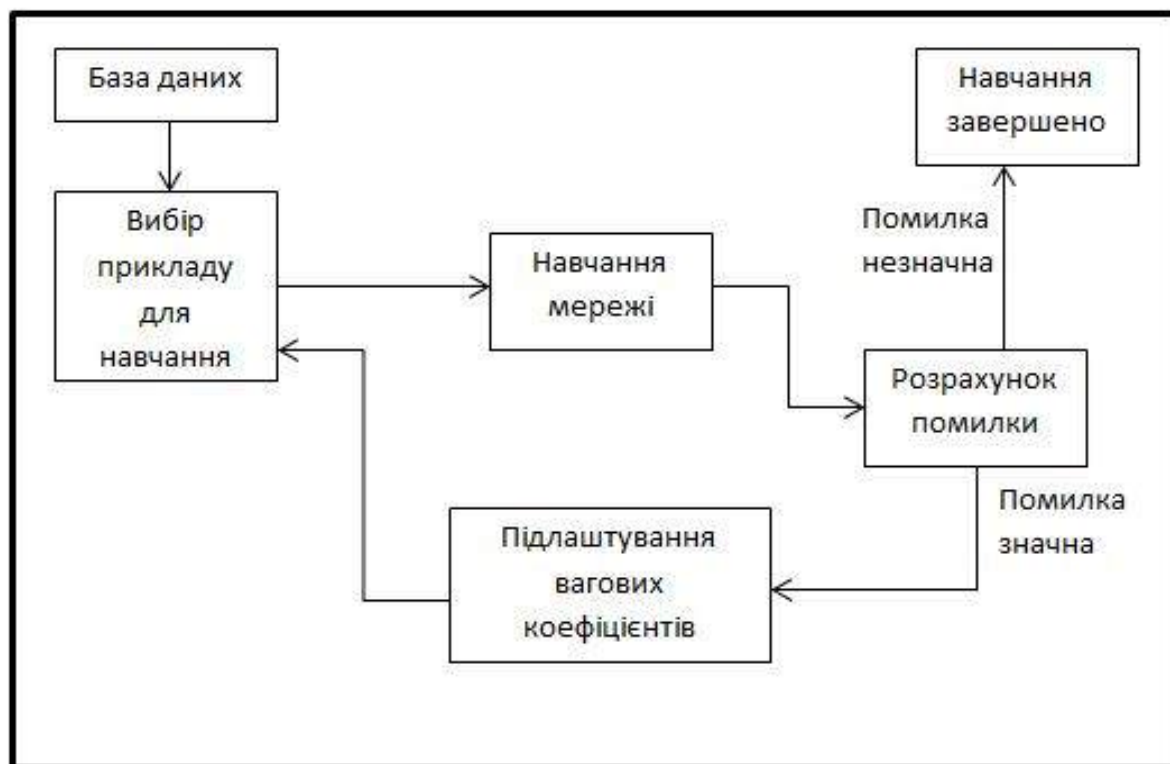 База даних
Навчання
завершено
Вибір
прикладу
для
навчання
Помилка
незначна
Навчання
мережі
Розрахунок
помилки
Помилка
значна
Підлаштування
вагових
коефіцієнтів